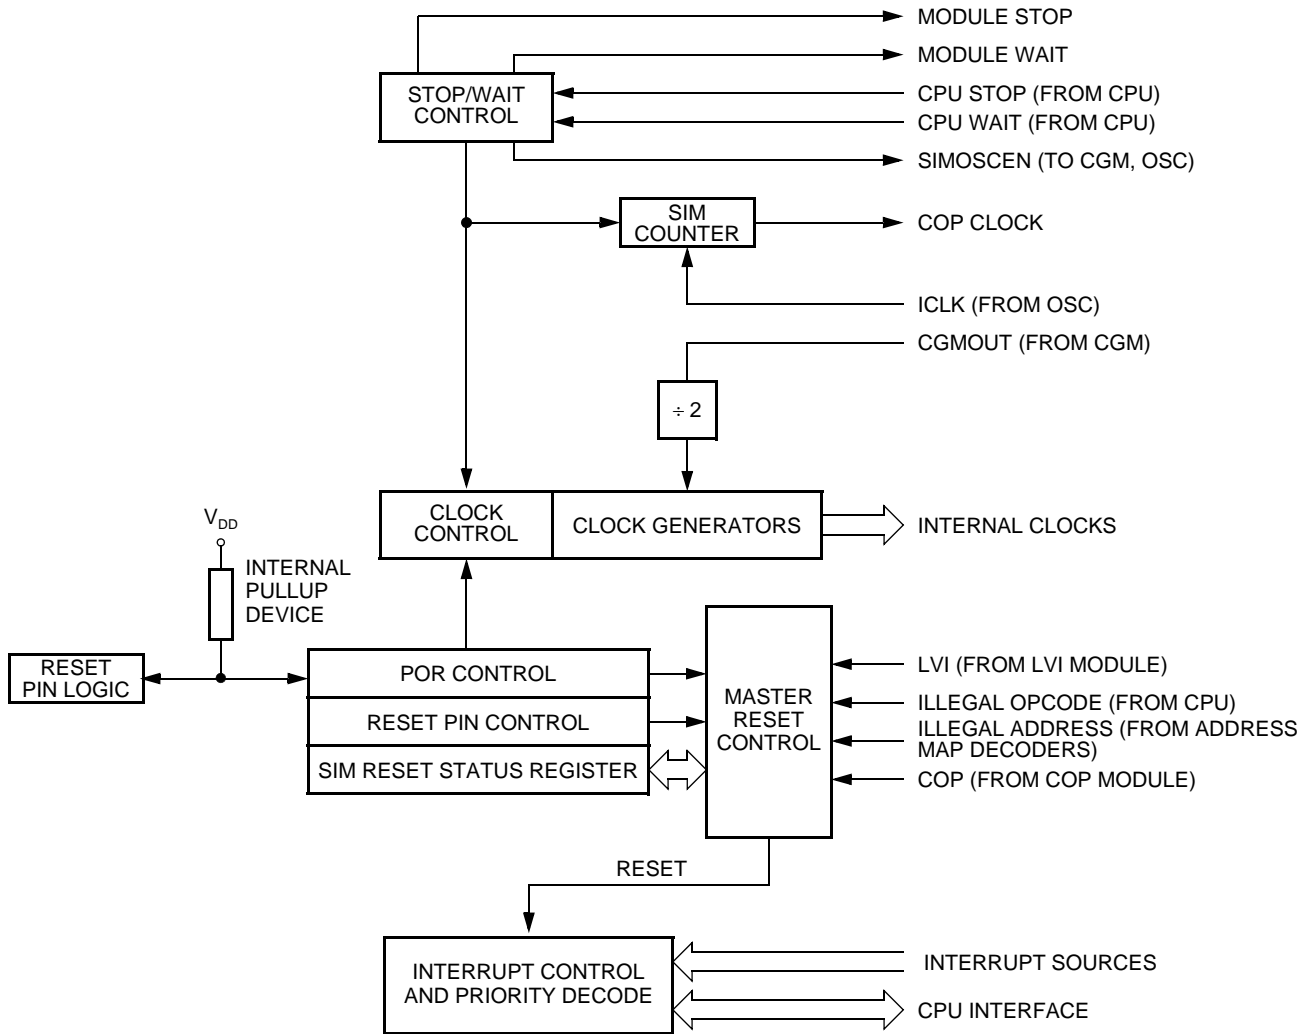 MODULE STOP
MODULE WAIT
STOP/WAIT
CONTROL
CPU STOP (FROM CPU)
CPU WAIT (FROM CPU)
SIMOSCEN (TO CGM, OSC)
SIM
COUNTER
COP CLOCK
ICLK (FROM OSC)
CGMOUT (FROM CGM)
÷ 2
CLOCK
CONTROL
CLOCK GENERATORS
INTERNAL CLOCKS
VDD
INTERNAL
PULLUP
DEVICE
RESET
PIN LOGIC
POR CONTROL
RESET PIN CONTROL
SIM RESET STATUS REGISTER
MASTER
RESET
CONTROL
LVI (FROM LVI MODULE)
ILLEGAL OPCODE (FROM CPU)
ILLEGAL ADDRESS (FROM ADDRESS
MAP DECODERS)
COP (FROM COP MODULE)
RESET
INTERRUPT CONTROL
AND PRIORITY DECODE
INTERRUPT SOURCES
CPU INTERFACE